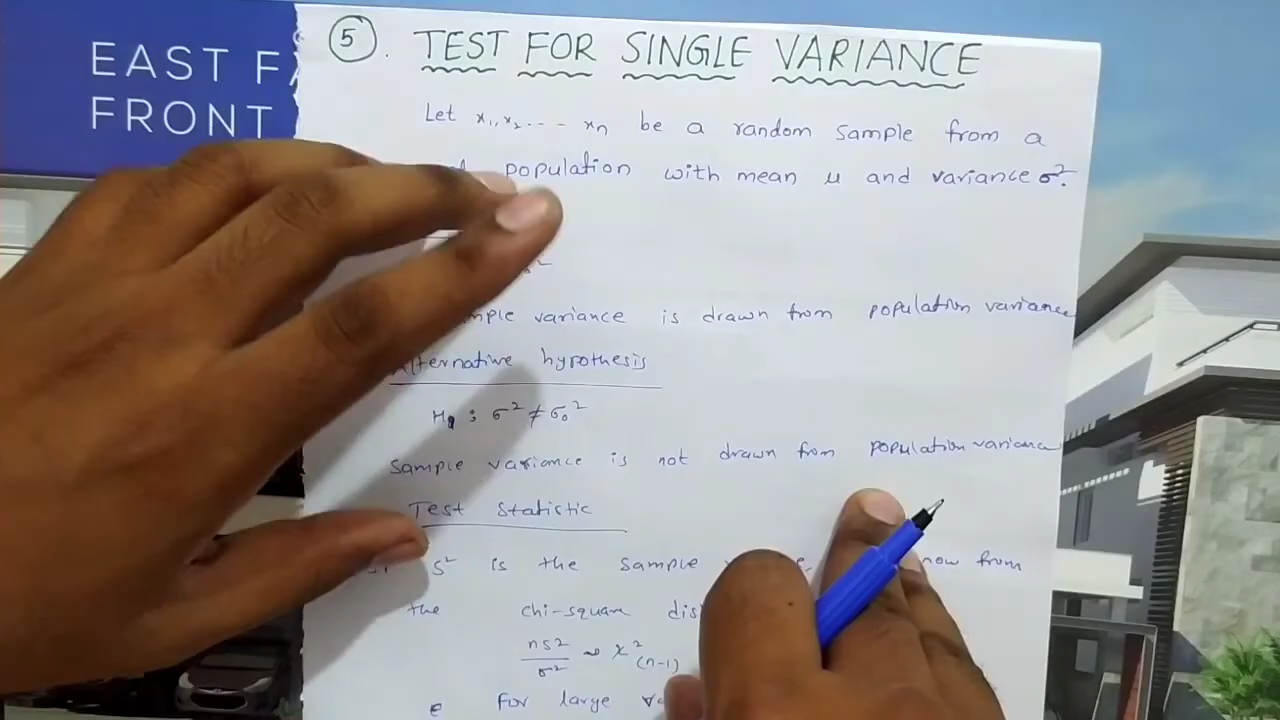 EAST
FRONT
5. TEST FOR SINGLE VARIANCE
Let x₁, x₂ ---- xn be a random sample from a
population with mean μ and variance σ².
variance is drawn from population variance
Alternative hypothesis
H₁ : σ² ≠ σ₀²
Sample variance is not drawn from population variance
Test Statistic
s² is the sample now from
the chi-square
ns²/σ² ~ χ²(n-1)
for large